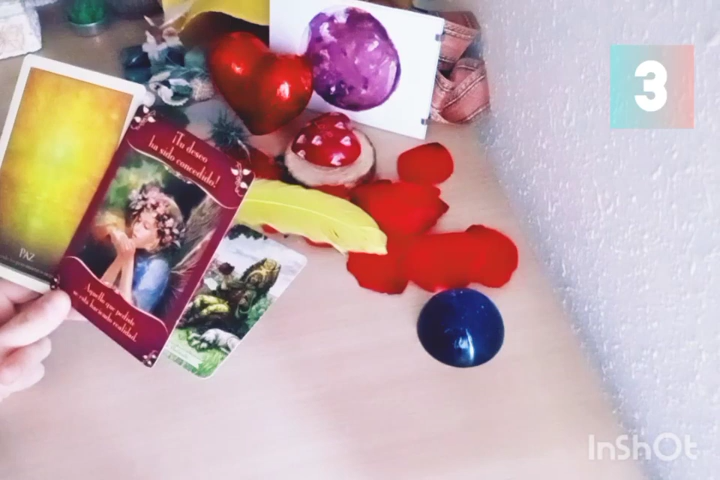 3
¡Tu deseo
ha sido concedido!
PAZ
Aquello que pediste
se está haciendo realidad.
InShOt